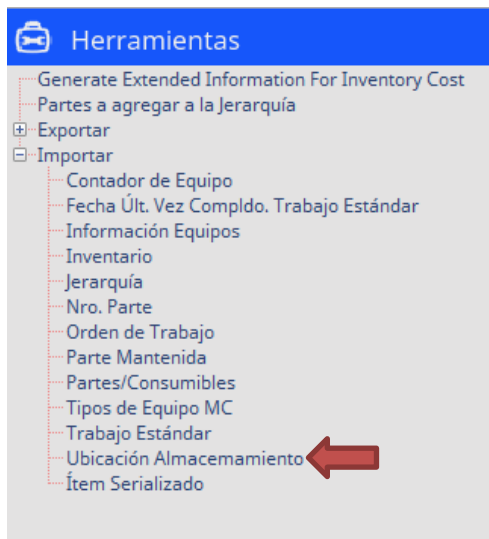 Herramientas
Generate Extended Information For Inventory Cost
Partes a agregar a la Jerarquía
Exportar
Importar
Contador de Equipo
Fecha Últ. Vez Compldo. Trabajo Estándar
Información Equipos
Inventario
Jerarquía
Nro. Parte
Orden de Trabajo
Parte Mantenida
Partes/Consumibles
Tipos de Equipo MC
Trabajo Estándar
Ubicación Almacemamiento
Ítem Serializado